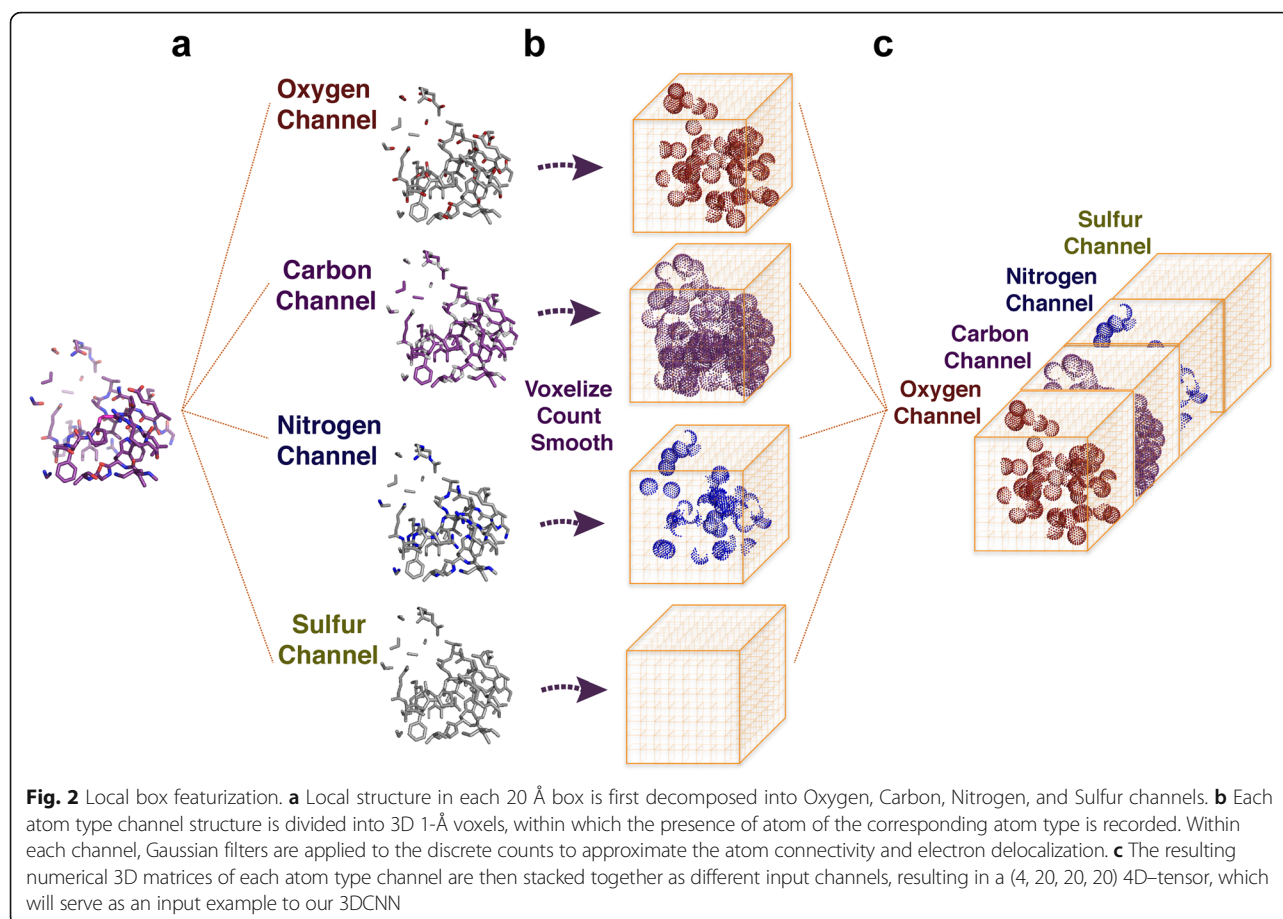 a
b
c
Oxygen
Channel
Carbon
Channel
Nitrogen
Channel
Sulfur
Channel
Voxelize
Count
Smooth
Sulfur
Channel
Nitrogen
Channel
Carbon
Channel
Oxygen
Channel
Fig. 2 Local box featurization. a Local structure in each 20 Å box is first decomposed into Oxygen, Carbon, Nitrogen, and Sulfur channels. b Each
atom type channel structure is divided into 3D 1-Å voxels, within which the presence of atom of the corresponding atom type is recorded. Within
each channel, Gaussian filters are applied to the discrete counts to approximate the atom connectivity and electron delocalization. c The resulting
numerical 3D matrices of each atom type channel are then stacked together as different input channels, resulting in a (4, 20, 20, 20) 4D–tensor, which
will serve as an input example to our 3DCNN